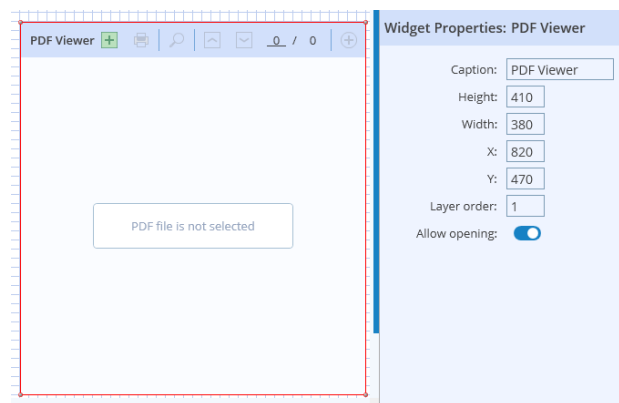 PDF Viewer 0 / 0
PDF file is not selected
Widget Properties: PDF Viewer
Caption: PDF Viewer
Height: 410
Width: 380
X: 820
Y: 470
Layer order: 1
Allow opening: